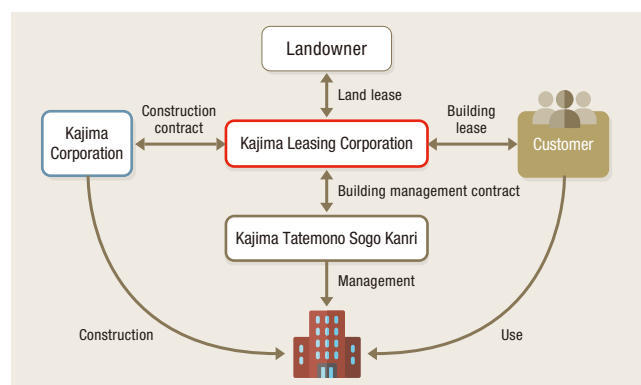 Landowner
Land lease
Construction
contract
Building
lease
Kajima
Corporation
Kajima Leasing Corporation
Customer
Building management contract
Kajima Tatemono Sogo Kanri
Management
Construction
Use